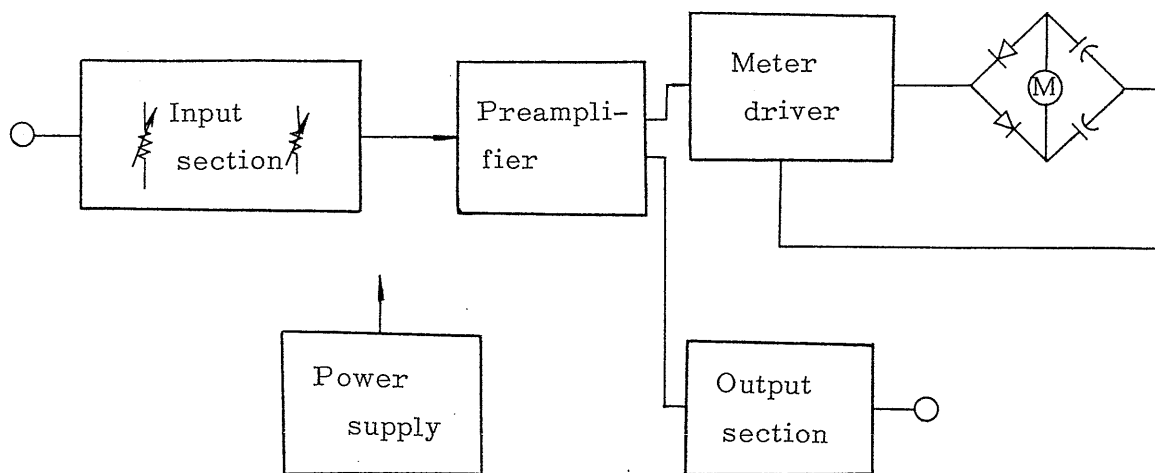 Input
section
Preampli-
fier
Meter
driver
M
Power
supply
Output
section